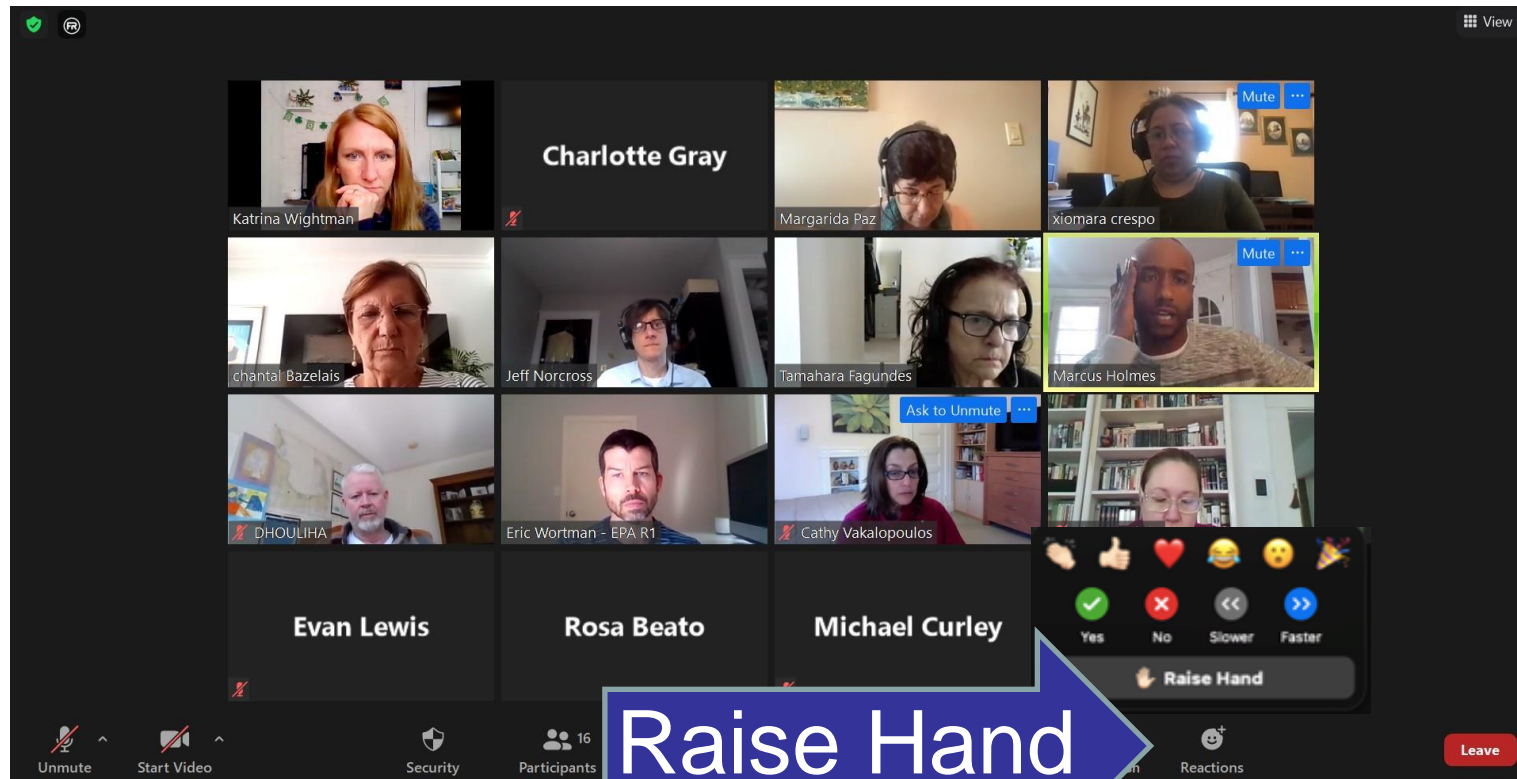 FR
View
Katrina Wightman
Charlotte Gray
Margarida Paz
Mute ...
xiomara crespo
chantal Bazelais
Jeff Norcross
Tamahara Fagundes
Mute ...
Marcus Holmes
DHOULIHA
Eric Wortman - EPA R1
Ask to Unmute ...
Cathy Vakalopoulos
Evan Lewis
Rosa Beato
Michael Curley
Yes No Slower Faster
Raise Hand
Raise Hand
Unmute
Start Video
Security
16
Participants
Reactions
Leave